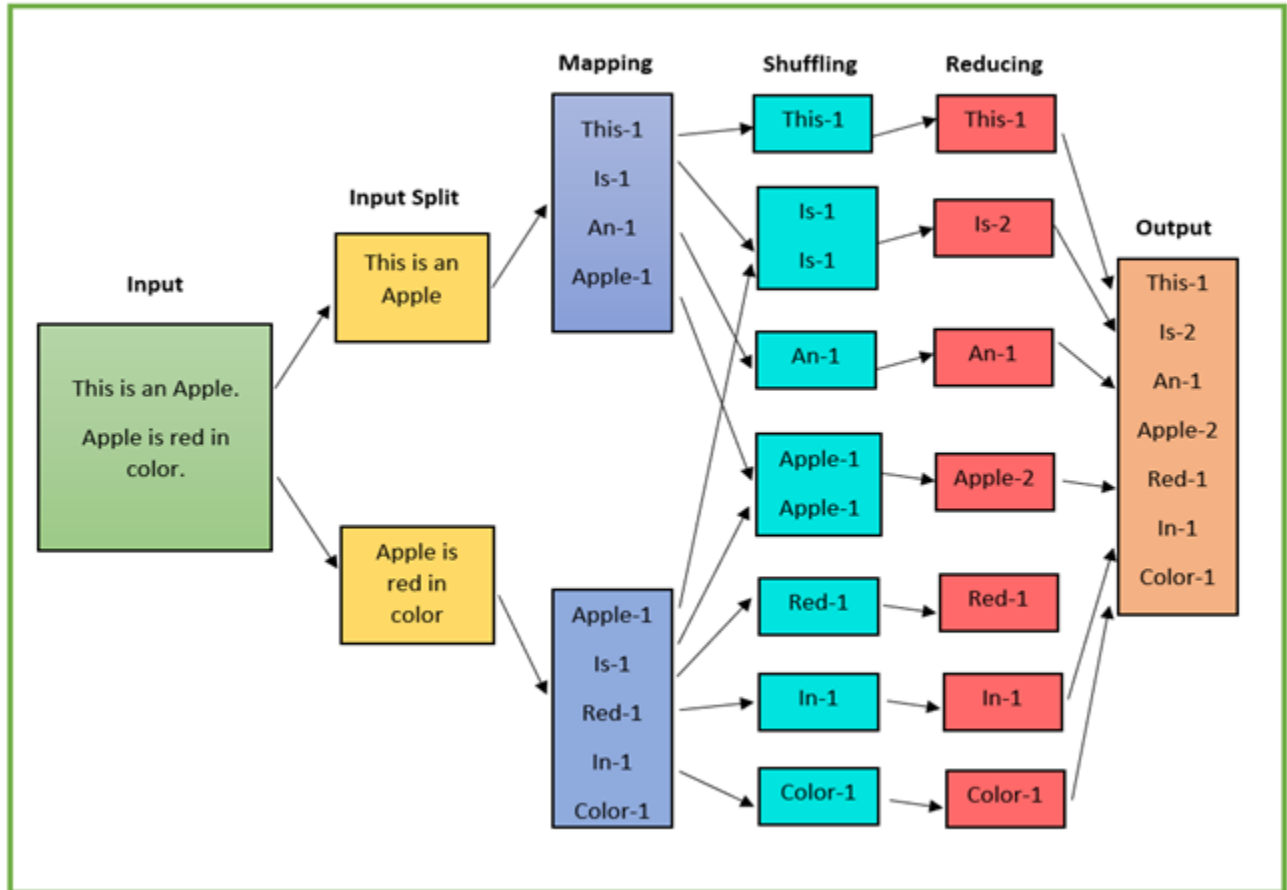 Input
This is an Apple.
Apple is red in
color.
Input Split
This is an
Apple
Apple is
red in
color
Mapping
This-1
Is-1
An-1
Apple-1
Apple-1
Is-1
Red-1
In-1
Color-1
Shuffling
This-1
Is-1
Is-1
An-1
Apple-1
Apple-1
Red-1
In-1
Color-1
Reducing
This-1
Is-2
An-1
Apple-2
Red-1
In-1
Color-1
Output
This-1
Is-2
An-1
Apple-2
Red-1
In-1
Color-1